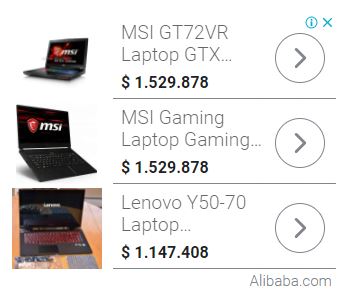 MSI GT72VR
Laptop GTX...
$ 1.529.878
msi
MSI Gaming
Laptop Gaming...
$ 1.529.878
Lenovo
Lenovo Y50-70
Laptop...
$ 1.147.408
Alibaba.com